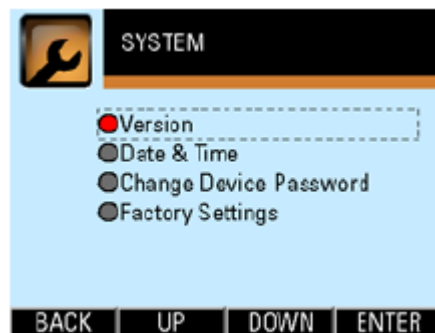 SYSTEM
Version
Date & Time
Change Device Password
Factory Settings
BACK UP DOWN ENTER